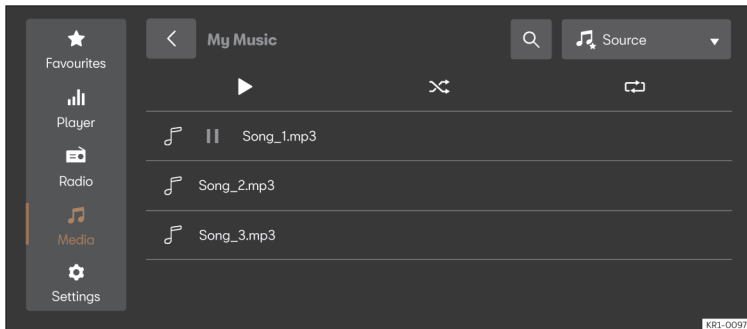 Favourites
Player
Radio
Media
Settings
My Music
Source
Song_1.mp3
Song_2.mp3
Song_3.mp3
KR1-0097